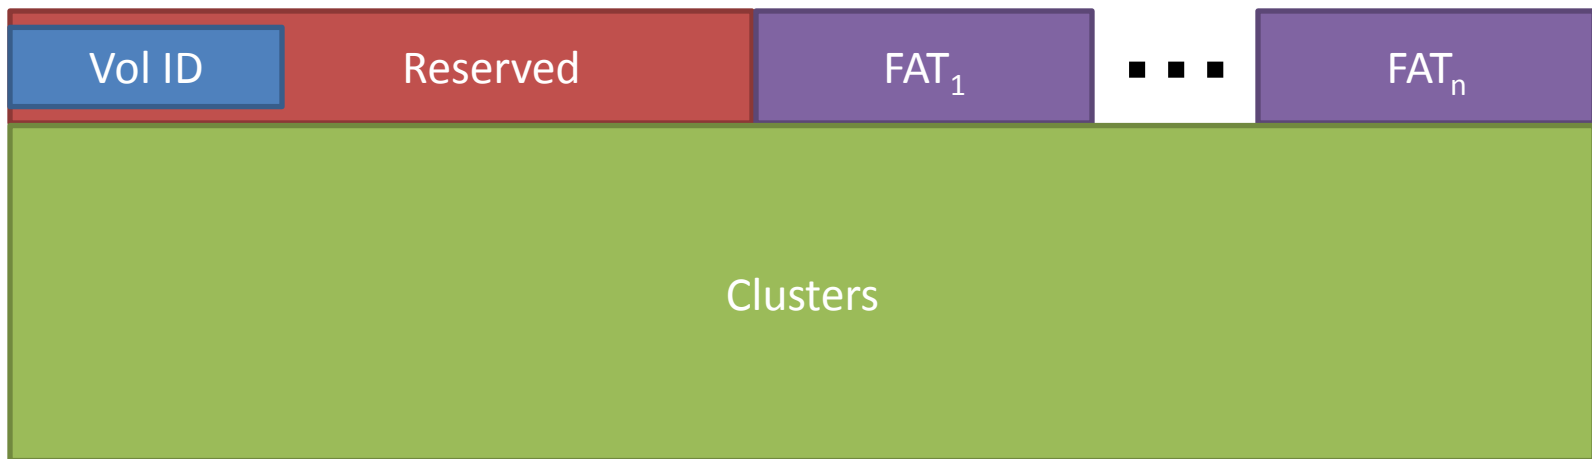 Vol ID Reserved FAT₁ ... FATₙ
Clusters